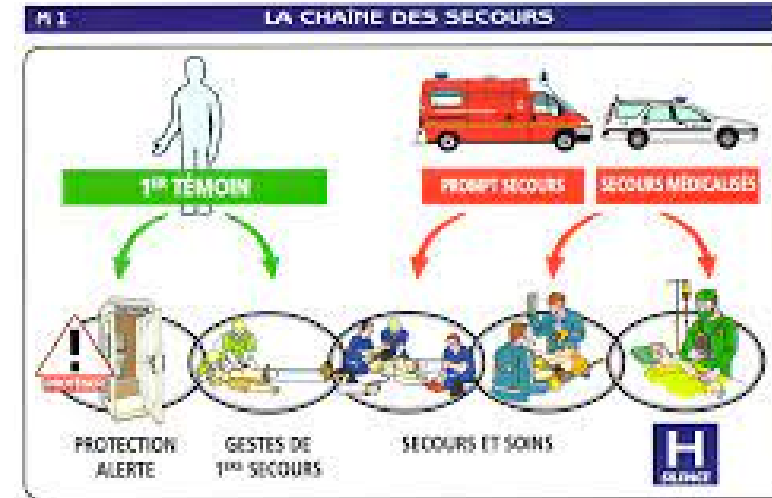 M 1
LA CHAÎNE DES SECOURS
1ER TÉMOIN
PROMPT SECOURS
SECOURS MÉDICALISÉS
!
PROTECTION
ALERTE
GESTES DE
1ERS SECOURS
SECOURS ET SOINS
H